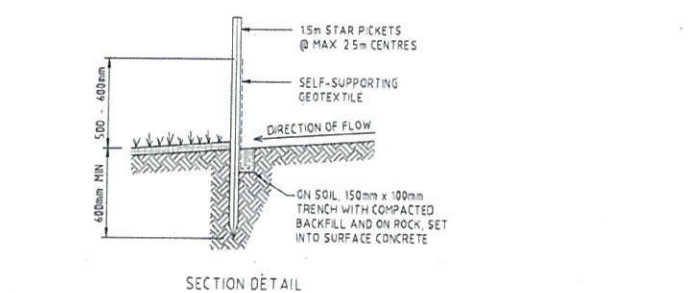 1.5m STAR PICKETS
@ MAX 2.5m CENTRES
SELF-SUPPORTING
GEOTEXTILE
DIRECTION OF FLOW
500 - 600mm
600mm MIN
ON SOIL, 150mm x 100mm
TRENCH WITH COMPACTED
BACKFILL AND ON ROCK, SET
INTO SURFACE CONCRETE
SECTION DETAIL